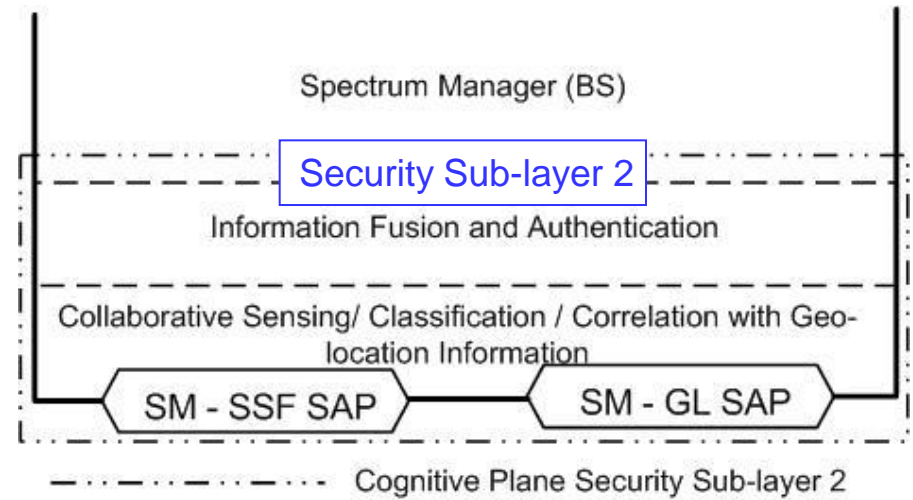 Spectrum Manager (BS)
Security Sub-layer 2
Information Fusion and Authentication
Collaborative Sensing/ Classification / Correlation with Geo-
location Information
SM - SSF SAP
SM - GL SAP
Cognitive Plane Security Sub-layer 2